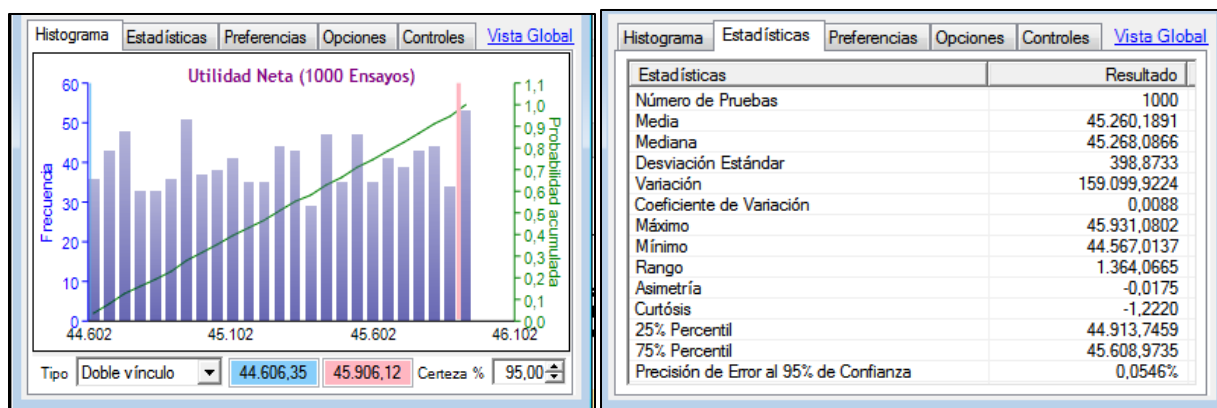 Histograma Estadísticas Preferencias Opciones Controles Vista Global
Utilidad Neta (1000 Ensayos)
Frecuencia
60
50
40
30
20
10
0
1,1
1,0
0,9
0,8
0,7
0,6
0,5
0,4
0,3
0,2
0,1
0,0
Probabilidad acumulada
44.602 45.102 45.602 46.102
Tipo Doble vínculo 44.606,35 45.906,12 Certeza % 95,00
Histograma Estadísticas Preferencias Opciones Controles Vista Global
Estadísticas Resultado
Número de Pruebas 1000
Media 45.260,1891
Mediana 45.268,0866
Desviación Estándar 398,8733
Variación 159.099,9224
Coeficiente de Variación 0,0088
Máximo 45.931,0802
Mínimo 44.567,0137
Rango 1.364,0665
Asimetría -0,0175
Curtósis -1,2220
25% Percentil 44.913,7459
75% Percentil 45.608,9735
Precisión de Error al 95% de Confianza 0,0546%